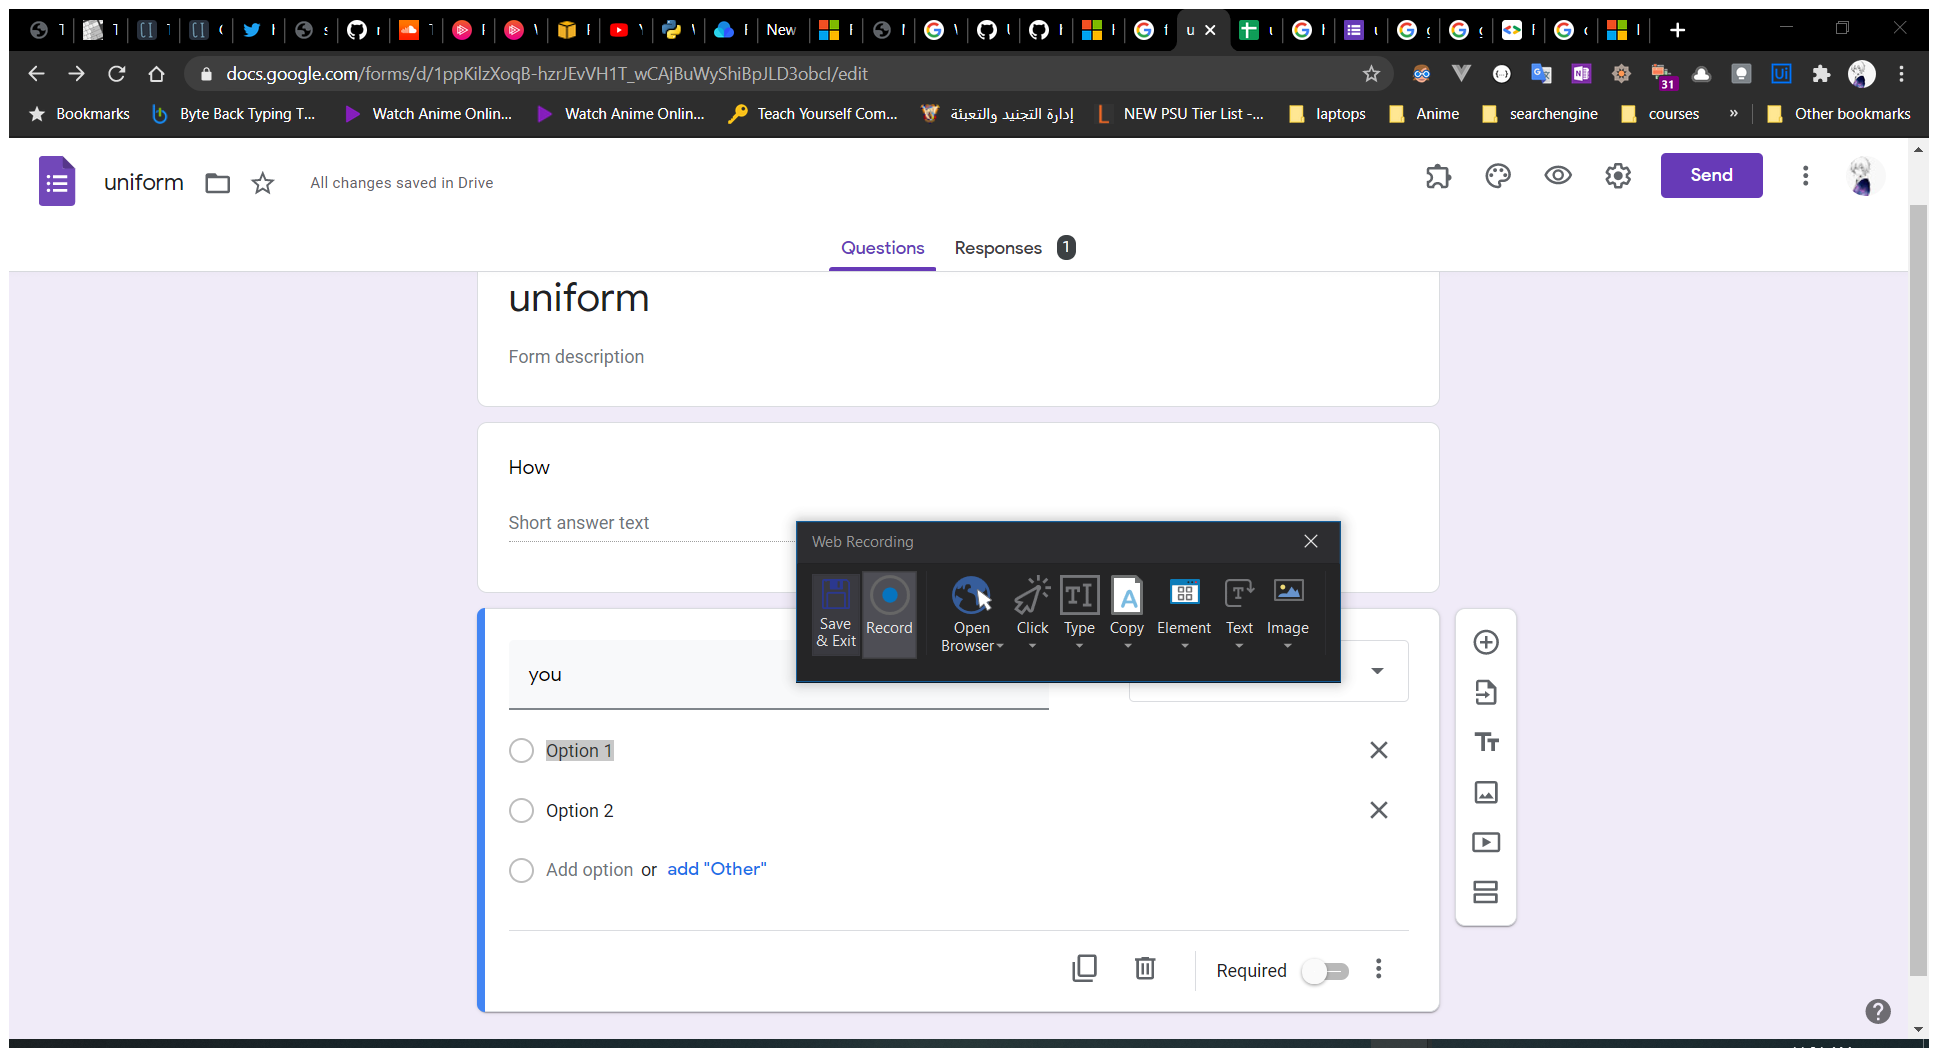 New
u
docs.google.com/forms/d/1ppKilzXoqB-hzrJEvVH1T_wCAjBuWyShiBpJLD3obcI/edit
31
Bookmarks Byte Back Typing T... Watch Anime Onlin... Watch Anime Onlin... Teach Yourself Com... إدارة التجنيد والتعبئة NEW PSU Tier List -... laptops Anime searchengine courses » Other bookmarks
uniform All changes saved in Drive Send
Questions Responses 1
uniform
Form description
How
Short answer text
Web Recording
Save & Exit Record Open Browser Click Type Copy Element Text Image
you
Option 1
Option 2
Add option or add "Other"
Required